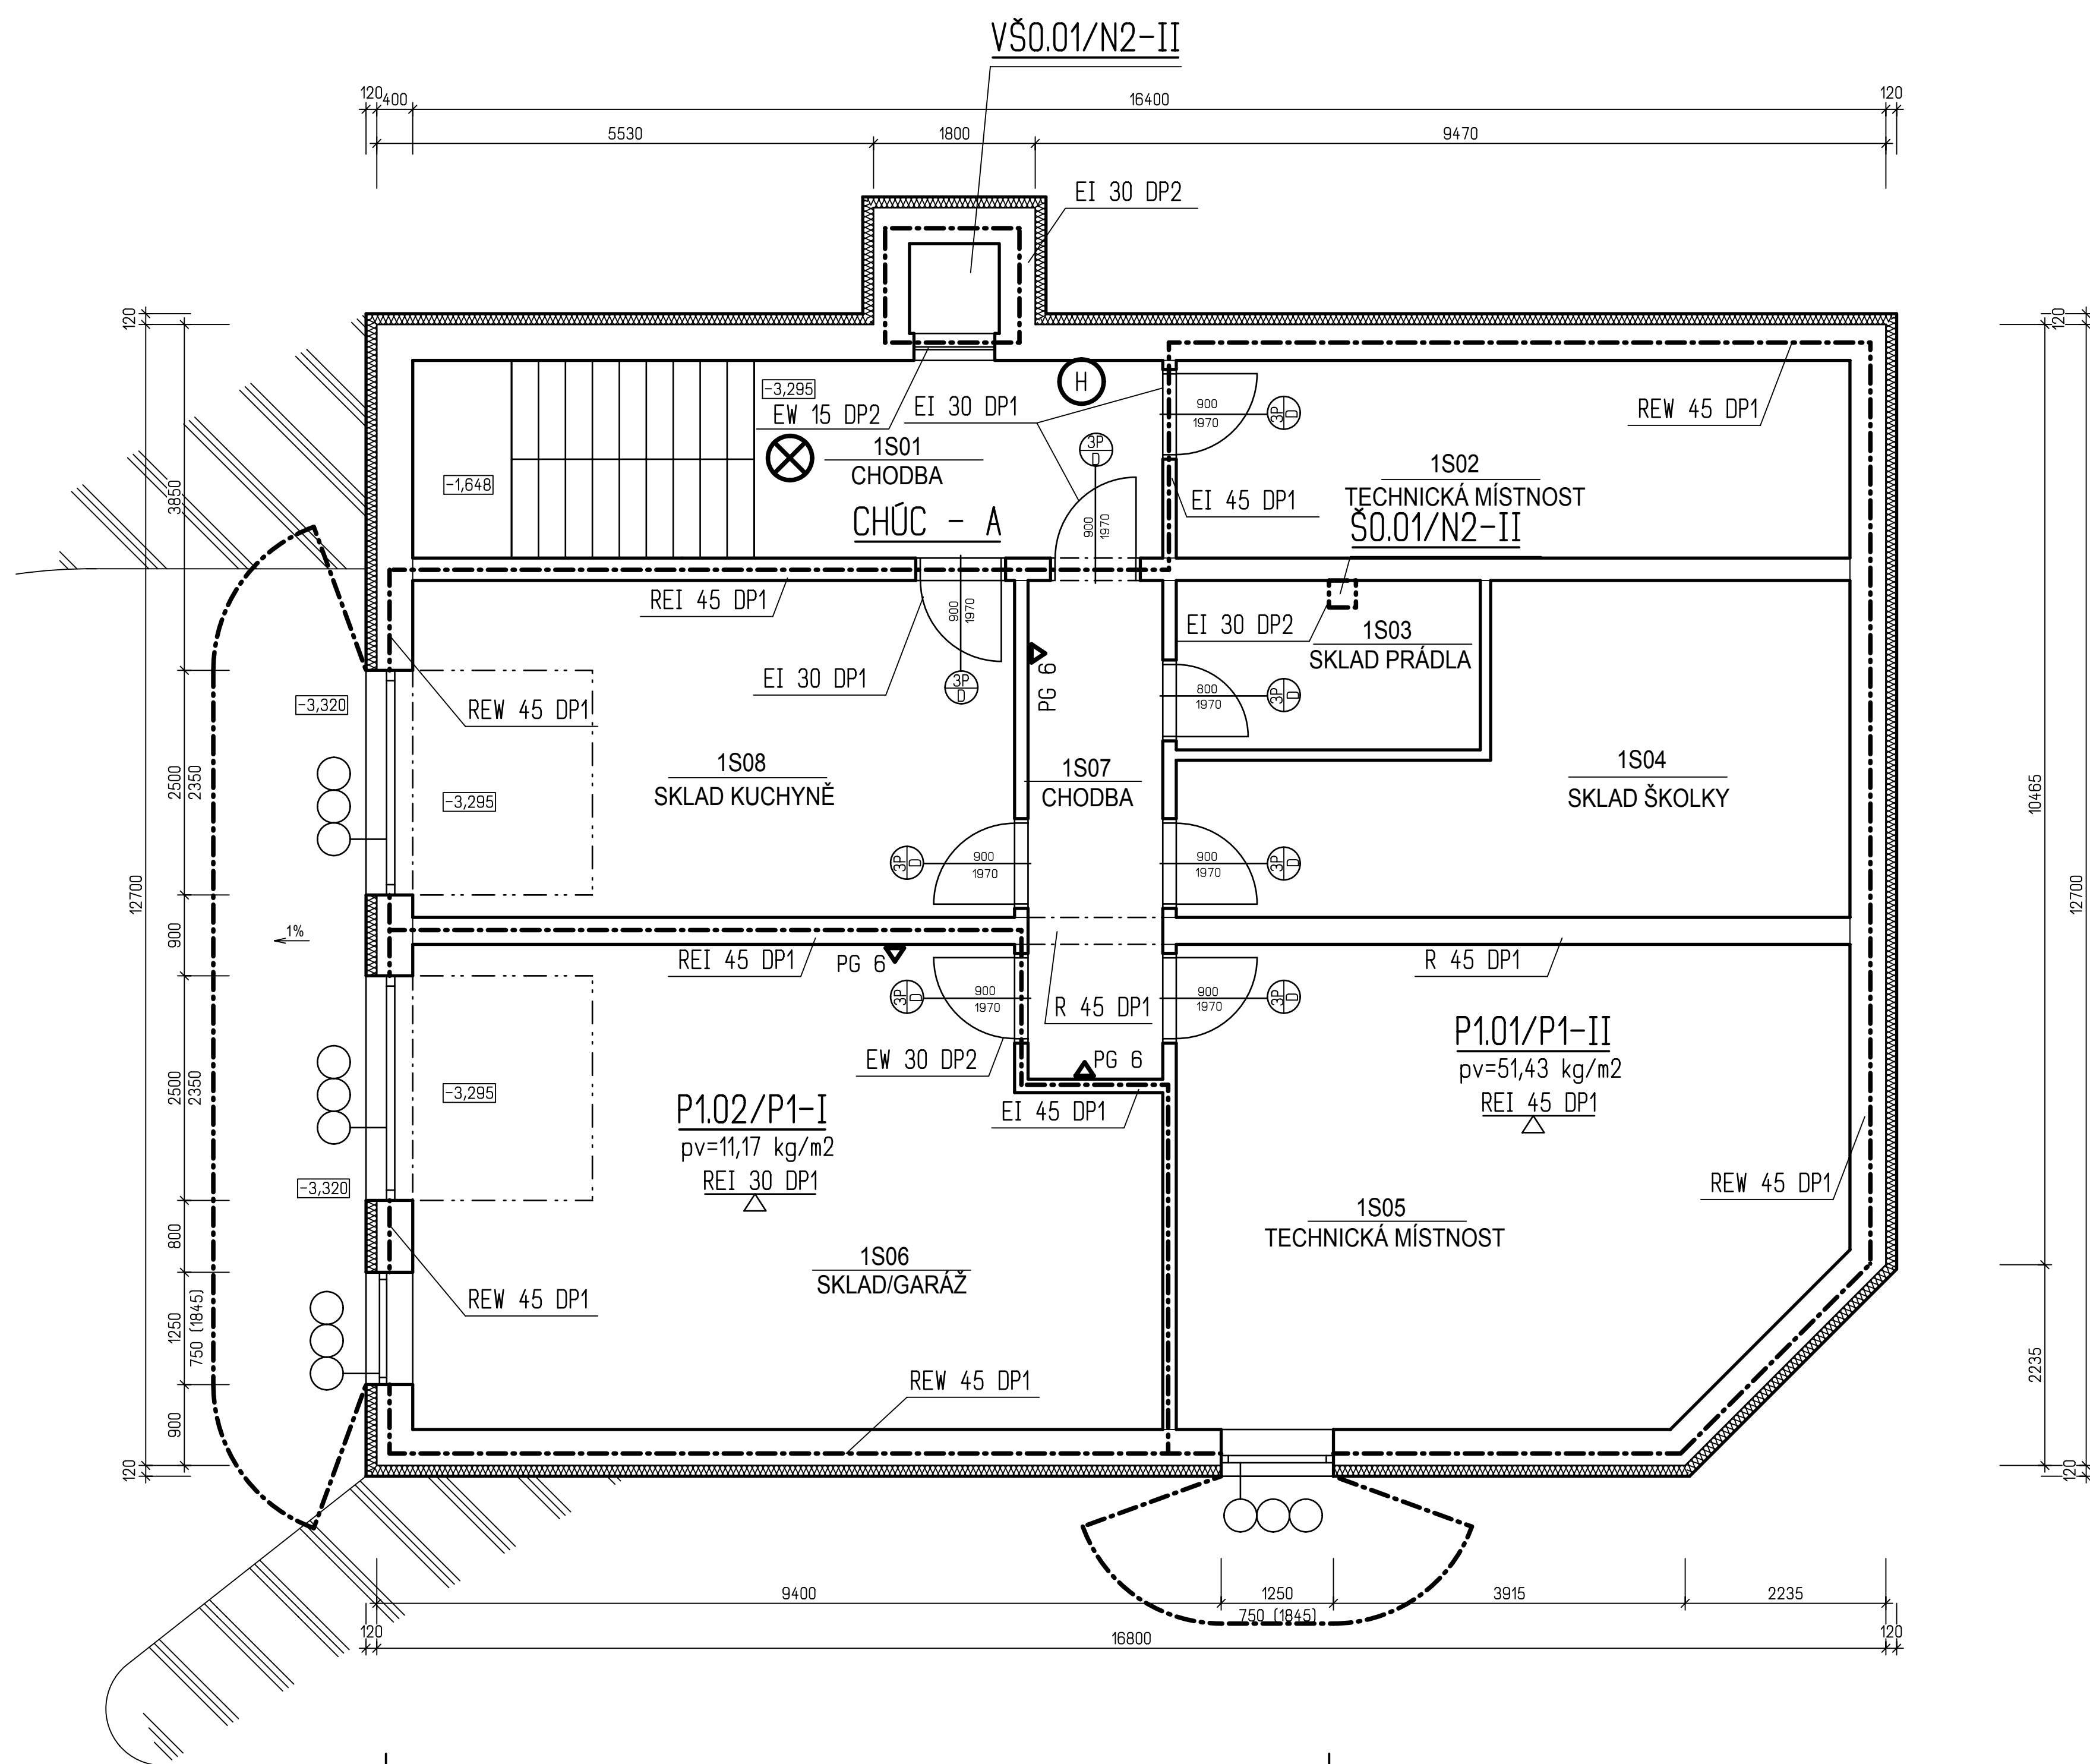 VŠ0.01/N2-II
120
400
16400
120
5530
1800
9470
EI 30 DP2
120
120
-3,295
EW 15 DP2
EI 30 DP1
H
900
1970
3P
D
REW 45 DP1
1S01
CHODBA
3P
D
1S02
TECHNICKÁ MÍSTNOST
-1,648
3850
EI 45 DP1
CHÚC - A
900
1970
Š0.01/N2-II
REI 45 DP1
900
1970
EI 30 DP2
1S03
SKLAD PRÁDLA
EI 30 DP1
3P
D
PG 6
800
1970
3P
D
-3,320
REW 45 DP1
1S08
SKLAD KUCHYNĚ
1S07
CHODBA
1S04
SKLAD ŠKOLKY
2500
2350
-3,295
10465
3P
D
900
1970
900
1970
3P
D
12700
12700
900
1%
REI 45 DP1
PG 6
R 45 DP1
3P
D
900
1970
R 45 DP1
900
1970
3P
D
P1.01/P1-II
pv=51,43 kg/m2
REI 45 DP1
EW 30 DP2
PG 6
2500
2350
-3,295
P1.02/P1-I
pv=11,17 kg/m2
REI 30 DP1
EI 45 DP1
-3,320
REW 45 DP1
1S05
TECHNICKÁ MÍSTNOST
800
1S06
SKLAD/GARÁŽ
REW 45 DP1
1250
750 (1845)
REW 45 DP1
2235
900
120
120
9400
1250
750 (1845)
3915
2235
120
16800
120